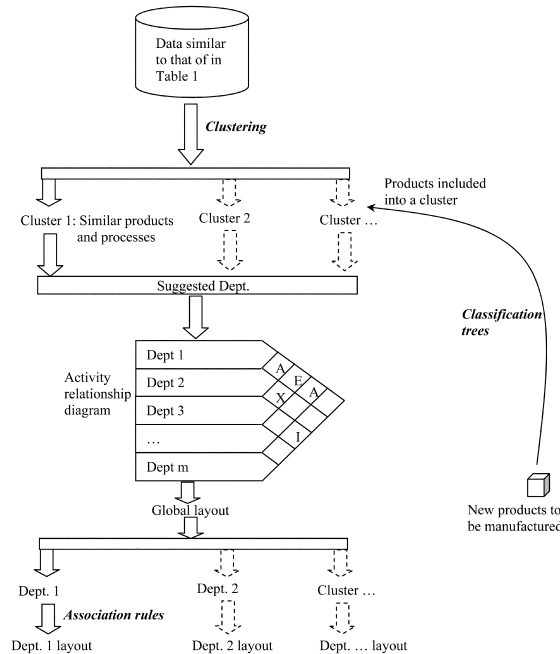 Data similar
to that of in
Table 1
Clustering
Products included
into a cluster
Cluster 1: Similar products
and processes
Cluster 2
Cluster …
Suggested Dept.
Classification
trees
Activity
relationship
diagram
Dept 1
Dept 2
Dept 3
…
Dept m
A
E
X
A
I
New products to
be manufactured
Global layout
Dept. 1
Dept. 2
Cluster …
Association rules
Dept. 1 layout
Dept. 2 layout
Dept. … layout